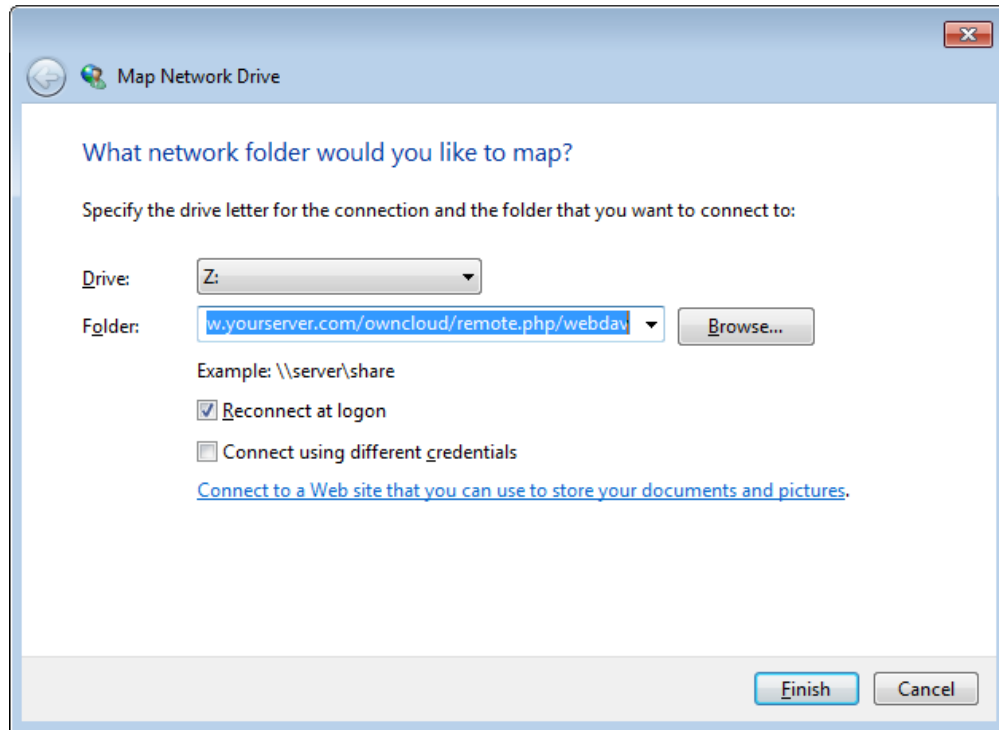 Map Network Drive
What network folder would you like to map?
Specify the drive letter for the connection and the folder that you want to connect to:
Drive: Z:
Folder: w.yourserver.com/owncloud/remote.php/webdav Browse...
Example: \\server\share
Reconnect at logon
Connect using different credentials
Connect to a Web site that you can use to store your documents and pictures.
Finish Cancel